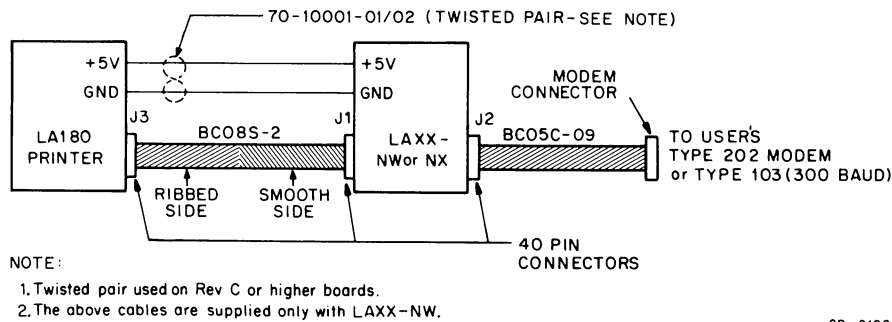 70-10001-01/02 (TWISTED PAIR-SEE NOTE)
+5V
+5V
GND
GND
MODEM
CONNECTOR
J3
J1
J2
LA180
PRINTER
BC08S-2
LAXX-
NW or NX
BC05C-09
TO USER'S
TYPE 202 MODEM
or TYPE 103 (300 BAUD)
RIBBED
SIDE
SMOOTH
SIDE
40 PIN
CONNECTORS
NOTE:
1. Twisted pair used on Rev C or higher boards.
2. The above cables are supplied only with LAXX-NW.